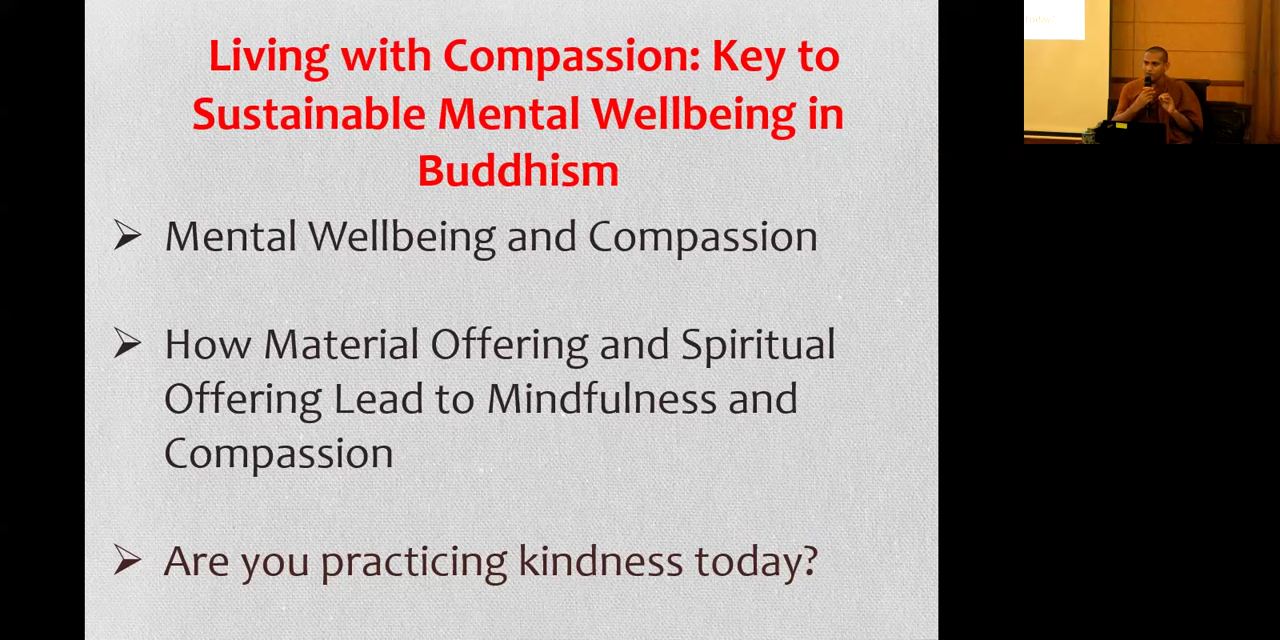 Living with Compassion: Key to
Sustainable Mental Wellbeing in
Buddhism
Mental Wellbeing and Compassion
How Material Offering and Spiritual
Offering Lead to Mindfulness and
Compassion
Are you practicing kindness today?
today?